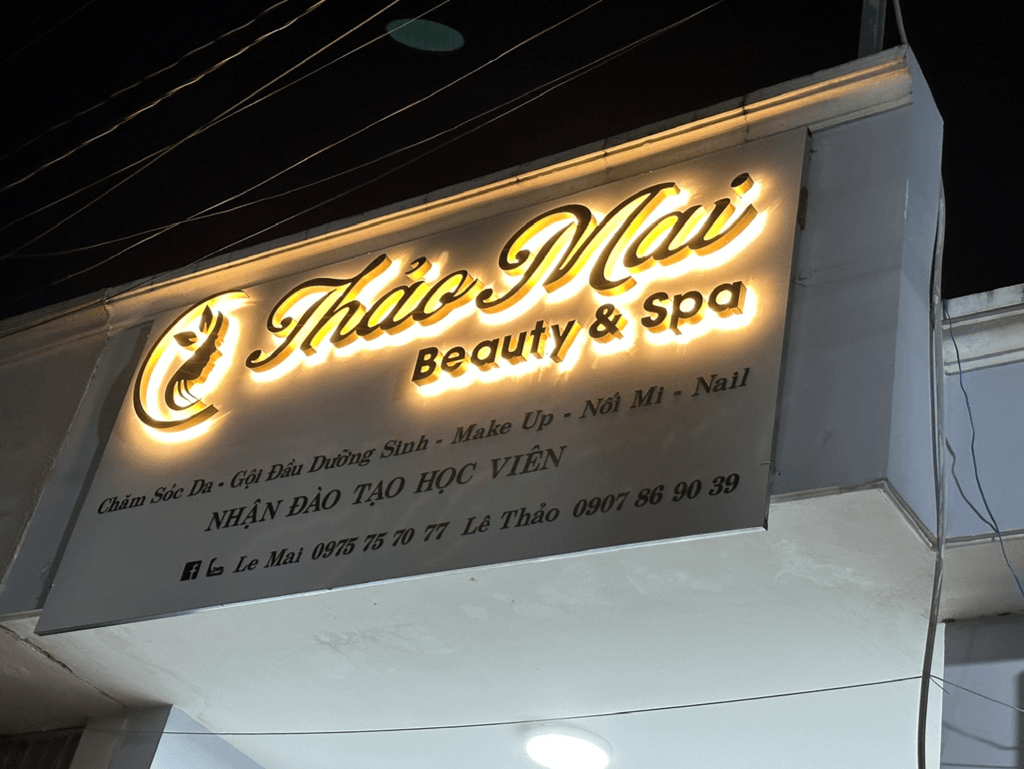 Thảo Mai
Beauty & Spa
Chăm Sóc Da - Gội Đầu Dưỡng Sinh - Make Up - Nối Mi - Nail
NHẬN ĐÀO TẠO HỌC VIÊN
Le Mai 0975 75 70 77 Lê Thảo 0907 86 90 39